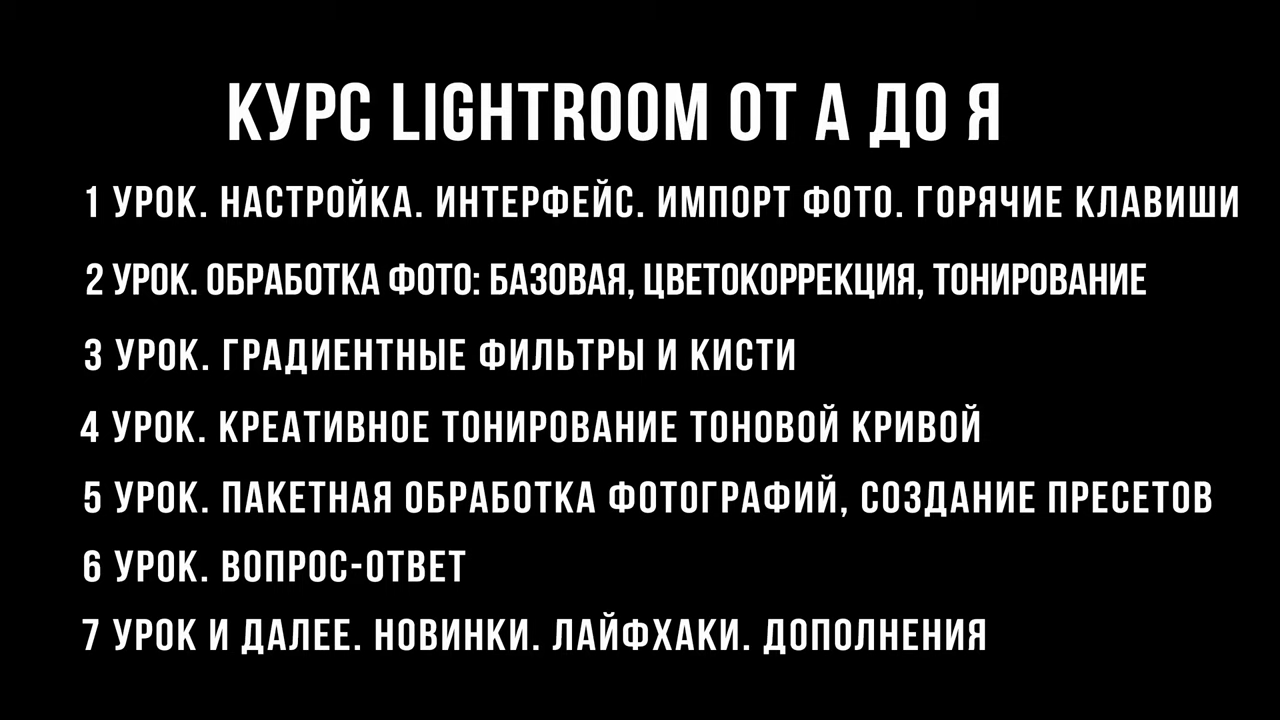 КУРС LIGHTROOM ОТ А ДО Я
1 УРОК. НАСТРОЙКА. ИНТЕРФЕЙС. ИМПОРТ ФОТО. ГОРЯЧИЕ КЛАВИШИ
2 УРОК. ОБРАБОТКА ФОТО: БАЗОВАЯ, ЦВЕТОКОРРЕКЦИЯ, ТОНИРОВАНИЕ
3 УРОК. ГРАДИЕНТНЫЕ ФИЛЬТРЫ И КИСТИ
4 УРОК. КРЕАТИВНОЕ ТОНИРОВАНИЕ ТОНОВОЙ КРИВОЙ
5 УРОК. ПАКЕТНАЯ ОБРАБОТКА ФОТОГРАФИЙ, СОЗДАНИЕ ПРЕСЕТОВ
6 УРОК. ВОПРОС-ОТВЕТ
7 УРОК И ДАЛЕЕ. НОВИНКИ. ЛАЙФХАКИ. ДОПОЛНЕНИЯ